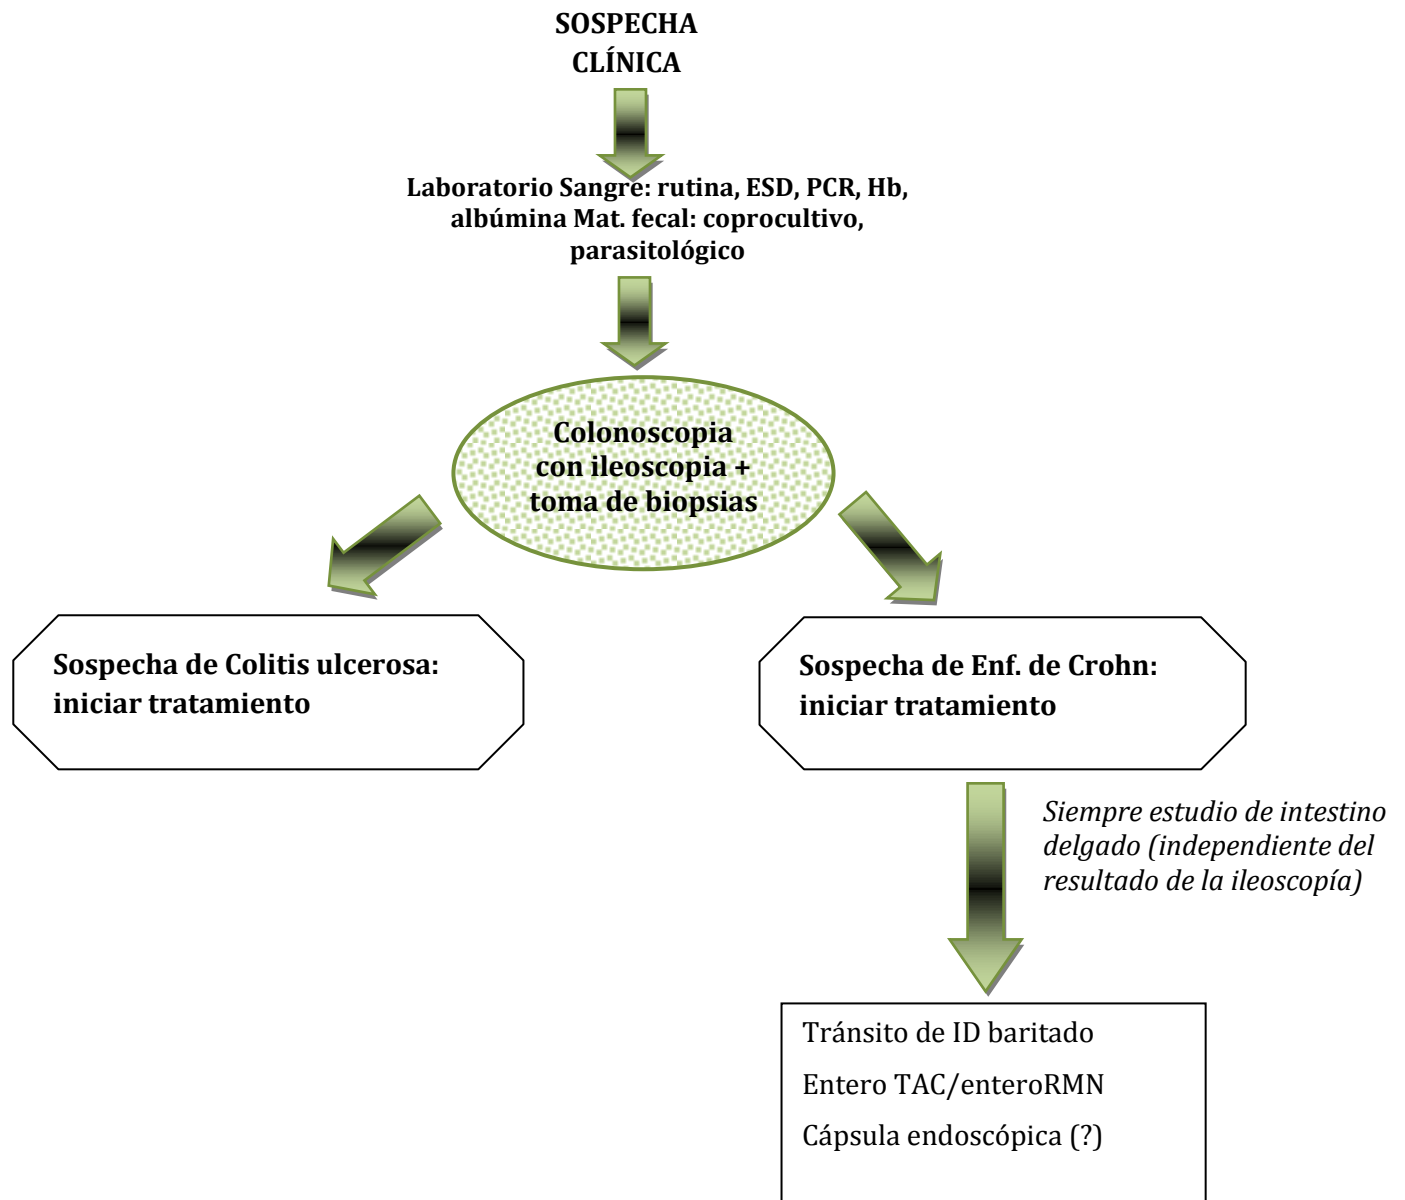 SOSPECHA
CLÍNICA
Laboratorio Sangre: rutina, ESD, PCR, Hb,
albúmina Mat. fecal: coprocultivo,
parasitológico
Colonoscopia
con ileoscopia +
toma de biopsias
Sospecha de Colitis ulcerosa:
iniciar tratamiento
Sospecha de Enf. de Crohn:
iniciar tratamiento
Siempre estudio de intestino
delgado (independiente del
resultado de la ileoscopía)
Tránsito de ID baritado
Entero TAC/enteroRMN
Cápsula endoscópica (?)